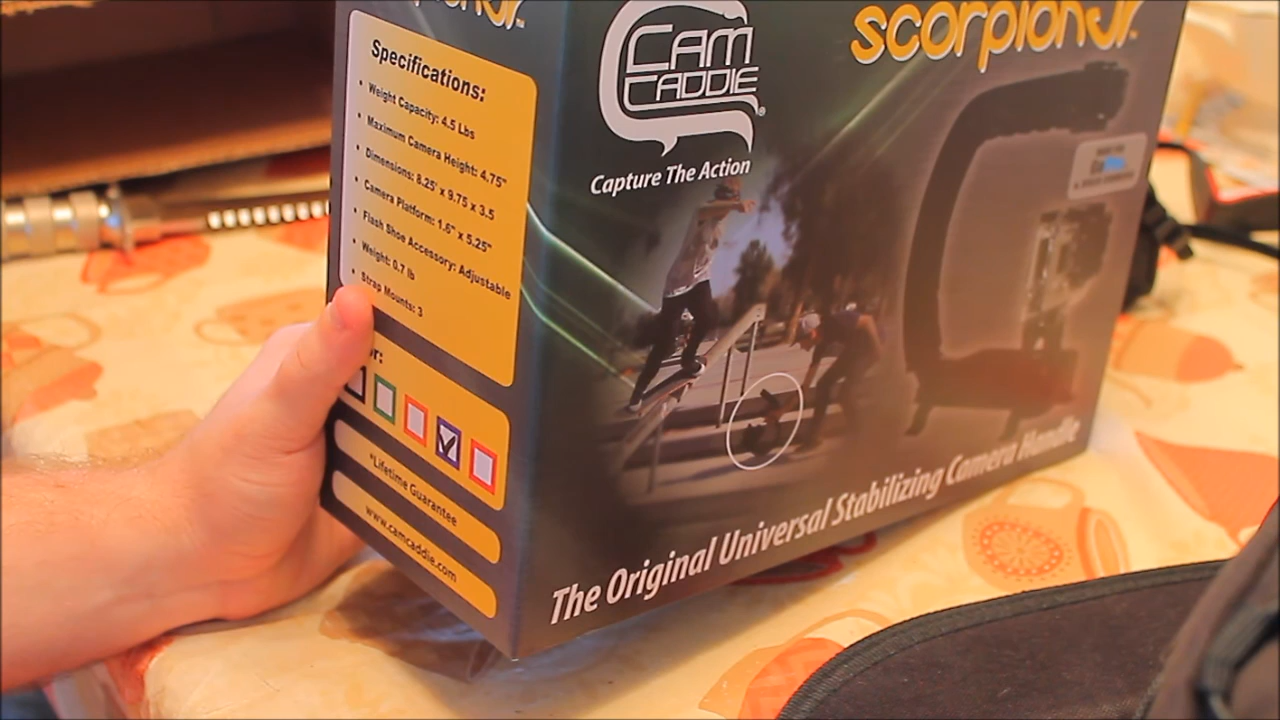 Specifications:
• Weight Capacity: 4.5 Lbs
• Maximum Camera Height: 4.75"
• Dimensions: 8.25" x 9.75 x 3.5
• Camera Platform: 1.6" x 5.25"
• Flash Shoe Accessory: Adjustable
• Weight: 0.7 lb
• Strap Mounts: 3
*Lifetime Guarantee
www.camcaddie.com
CAM
CADDIE®
Capture The Action
scorpionJr.
The Original Universal Stabilizing Camera Handle